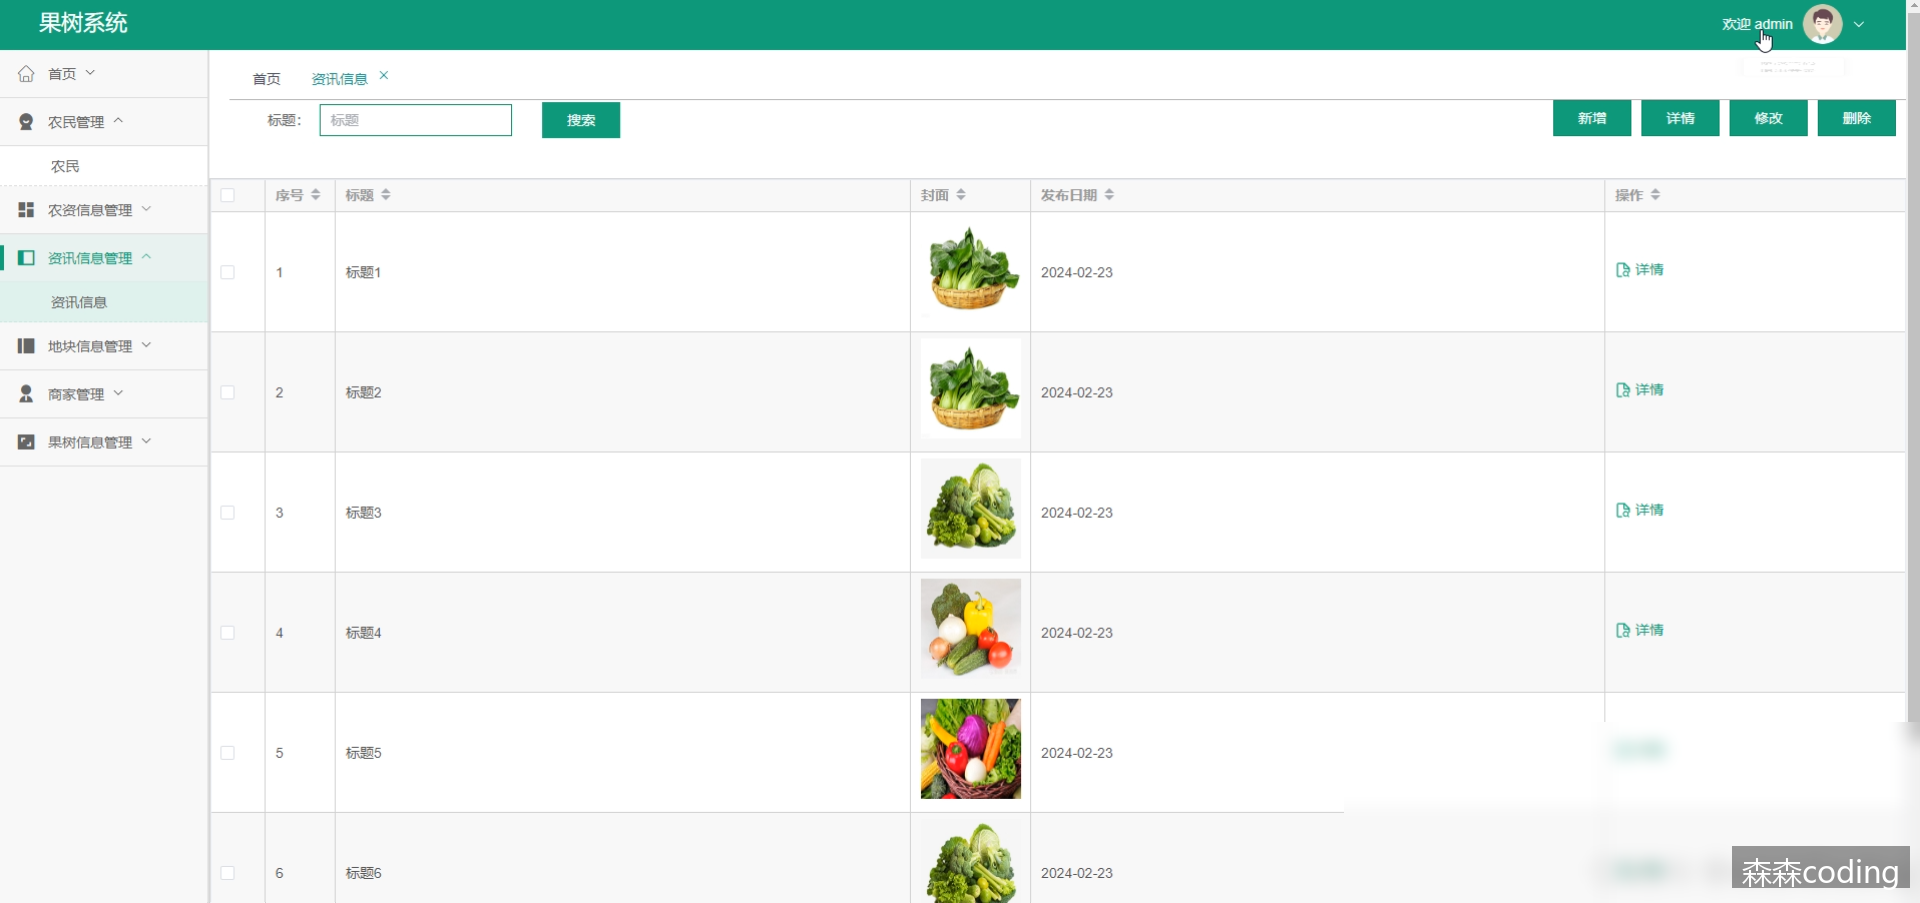 果树系统
欢迎 admin
首页
农民管理
农民
农资信息管理
资讯信息管理
资讯信息
地块信息管理
商家管理
果树信息管理
首页 资讯信息
标题： 标题 搜索 新增 详情 修改 删除
序号 标题 封面 发布日期 操作
1 标题1 2024-02-23 详情
2 标题2 2024-02-23 详情
3 标题3 2024-02-23 详情
4 标题4 2024-02-23 详情
5 标题5 2024-02-23
6 标题6 2024-02-23
森森coding